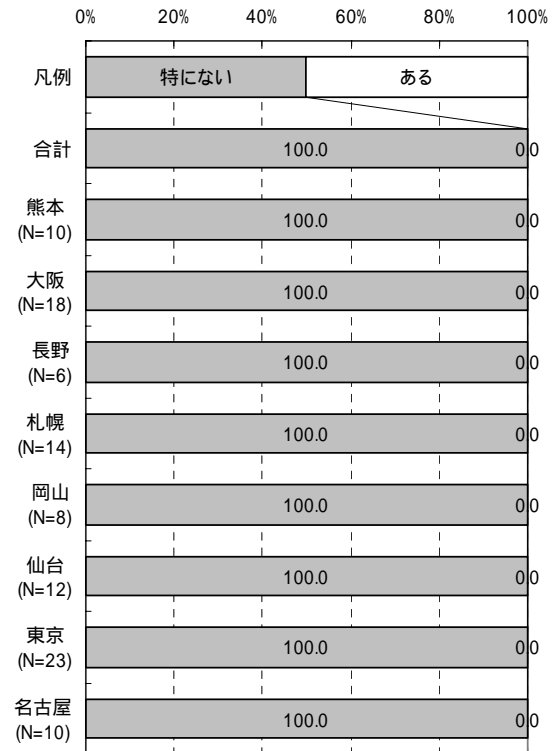 0% 20% 40% 60% 80% 100%
凡例 特にない ある
合計 100.0 0.0
熊本
(N=10) 100.0 0.0
大阪
(N=18) 100.0 0.0
長野
(N=6) 100.0 0.0
札幌
(N=14) 100.0 0.0
岡山
(N=8) 100.0 0.0
仙台
(N=12) 100.0 0.0
東京
(N=23) 100.0 0.0
名古屋
(N=10) 100.0 0.0